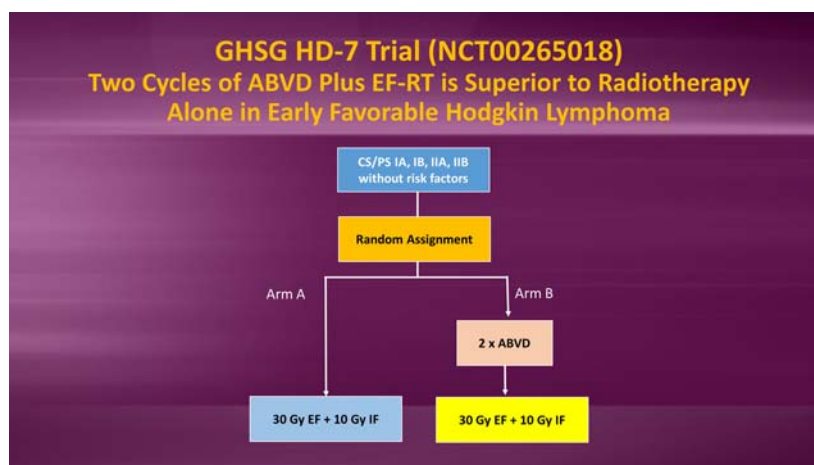 GHSG HD-7 Trial (NCT00265018)
Two Cycles of ABVD Plus EF-RT is Superior to Radiotherapy
Alone in Early Favorable Hodgkin Lymphoma
CS/PS IA, IB, IIA, IIB
without risk factors
Random Assignment
Arm A
Arm B
2 x ABVD
30 Gy EF + 10 Gy IF
30 Gy EF + 10 Gy IF